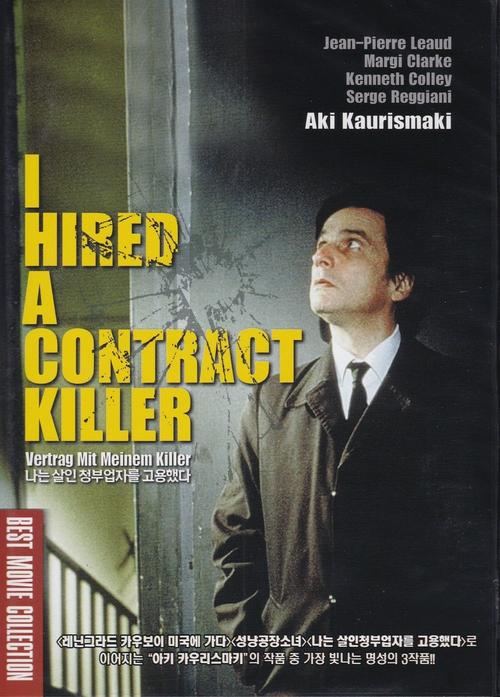 Jean-Pierre Leaud
Margi Clarke
Kenneth Colley
Serge Reggiani
Aki Kaurismaki
I
HIRED
A
CONTRACT
KILLER
Vertrag Mit Meinem Killer
나는 살인 청부업자를 고용했다
BEST MOVIE COLLECTION
<레닌그라드 카우보이 미국에 가다><성냥공장소녀><나는 살인청부업자를 고용했다>로
이어지는 “아키 카우리스마키”의 작품 중 가장 빛나는 명성의 3작품!!